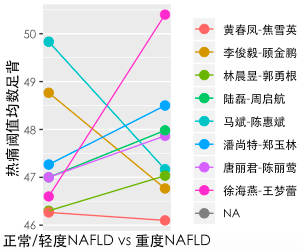 热痛阈值均数足背
50
49
48
47
46
正常/轻度NAFLD vs 重度NAFLD
黄春凤-焦雪英
李俊毅-顾金鹏
林晨昱-郭勇根
陆磊-周启航
马斌-陈惠斌
潘尚特-郑玉林
唐丽君-陈丽莺
徐海燕-王梦蕾
NA